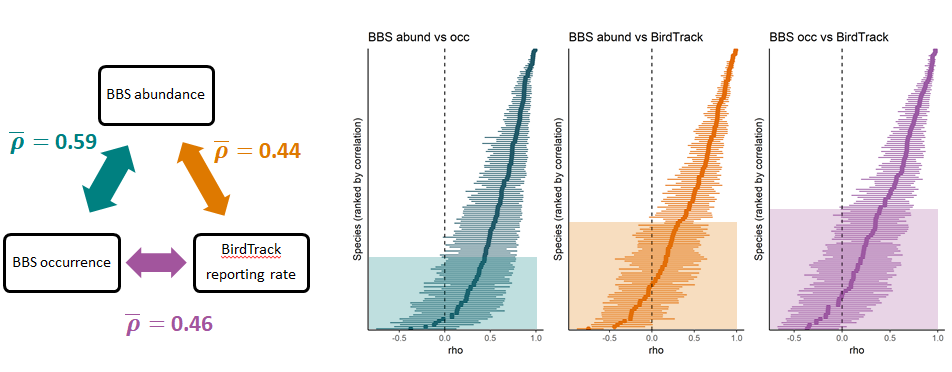 BBS abundance
ρ̅ = 0.59
ρ̅ = 0.44
BBS occurrence
BirdTrack
reporting rate
ρ̅ = 0.46
BBS abund vs occ
Species (ranked by correlation)
-0.5 0.0 0.5 1.0
rho
BBS abund vs BirdTrack
Species (ranked by correlation)
-0.5 0.0 0.5 1.0
rho
BBS occ vs BirdTrack
Species (ranked by correlation)
-0.5 0.0 0.5 1.0
rho